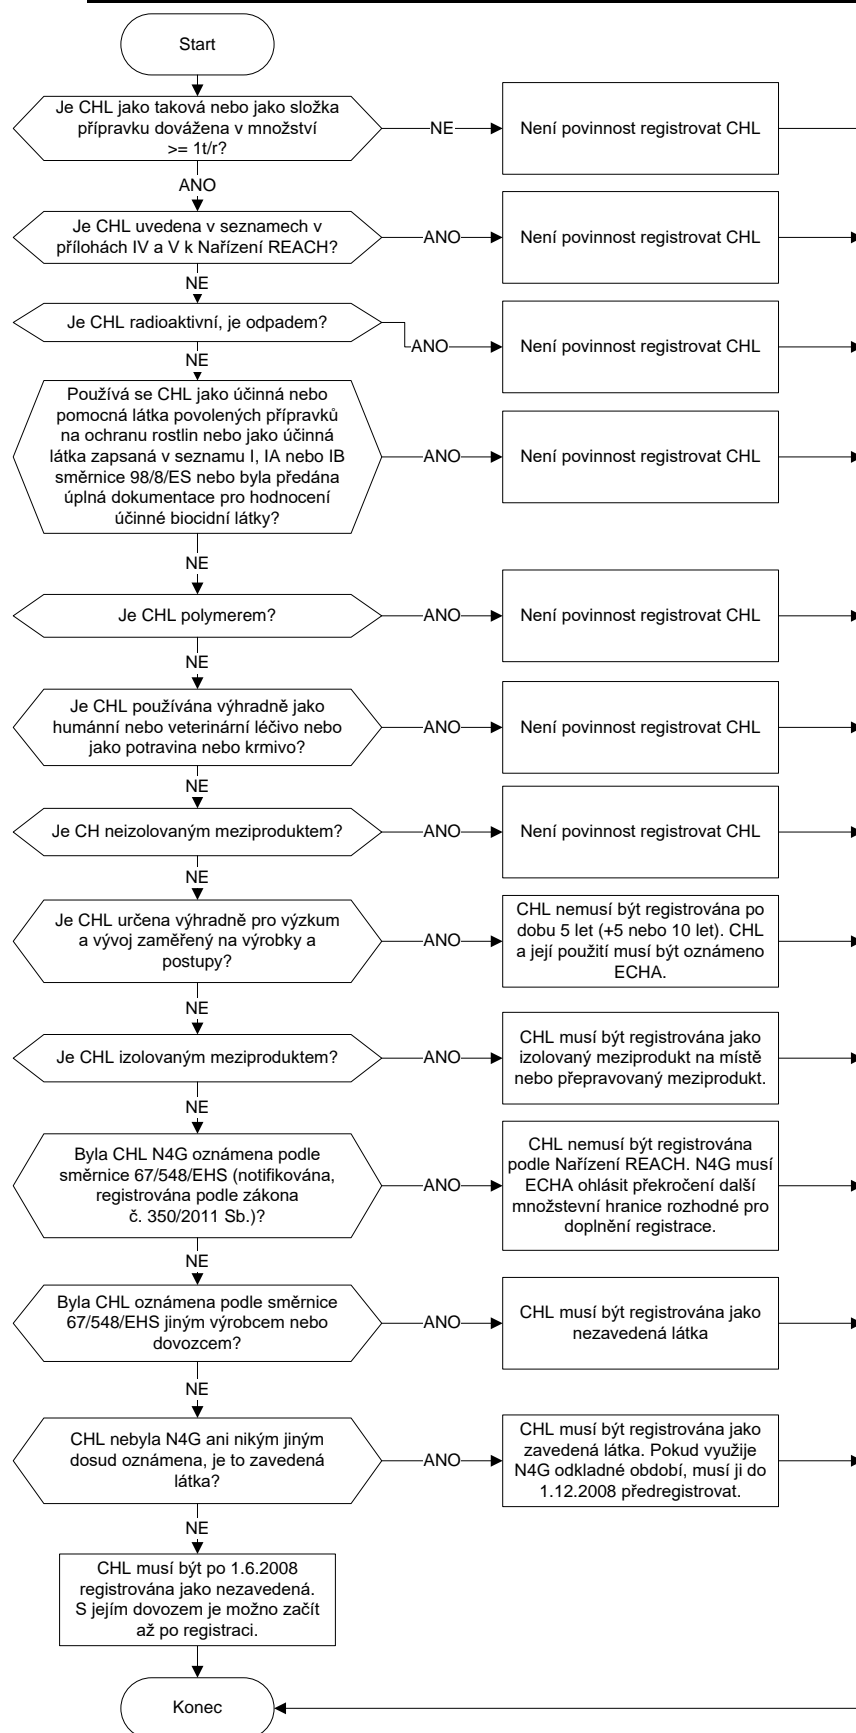 Start
Je CHL jako taková nebo jako složka
přípravku dovážena v množství
>= 1t/r?
NE
Není povinnost registrovat CHL
ANO
Je CHL uvedena v seznamech v
přílohách IV a V k Nařízení REACH?
ANO
Není povinnost registrovat CHL
NE
Je CHL radioaktivní, je odpadem?
ANO
Není povinnost registrovat CHL
NE
Používá se CHL jako účinná nebo
pomocná látka povolených přípravků
na ochranu rostlin nebo jako účinná
látka zapsaná v seznamu I, IA nebo IB
směrnice 98/8/ES nebo byla předána
úplná dokumentace pro hodnocení
účinné biocidní látky?
ANO
Není povinnost registrovat CHL
NE
Je CHL polymerem?
ANO
Není povinnost registrovat CHL
NE
Je CHL používána výhradně jako
humánní nebo veterinární léčivo nebo
jako potravina nebo krmivo?
ANO
Není povinnost registrovat CHL
NE
Je CH neizolovaným meziproduktem?
ANO
Není povinnost registrovat CHL
NE
Je CHL určena výhradně pro výzkum
a vývoj zaměřený na výrobky a
postupy?
ANO
CHL nemusí být registrována po
dobu 5 let (+5 nebo 10 let). CHL
a její použití musí být oznámeno
ECHA.
NE
Je CHL izolovaným meziproduktem?
ANO
CHL musí být registrována jako
izolovaný meziprodukt na místě
nebo přepravovaný meziprodukt.
NE
Byla CHL N4G oznámena podle
směrnice 67/548/EHS (notifikována,
registrována podle zákona
č. 350/2011 Sb.)?
ANO
CHL nemusí být registrována
podle Nařízení REACH. N4G musí
ECHA ohlásit překročení další
množstevní hranice rozhodné pro
doplnění registrace.
NE
Byla CHL oznámena podle směrnice
67/548/EHS jiným výrobcem nebo
dovozcem?
ANO
CHL musí být registrována jako
nezavedená látka
NE
CHL nebyla N4G ani nikým jiným
dosud oznámena, je to zavedená
látka?
ANO
CHL musí být registrována jako
zavedená látka. Pokud využije
N4G odkladné období, musí ji do
1.12.2008 předregistrovat.
NE
CHL musí být po 1.6.2008
registrována jako nezavedená.
S jejím dovozem je možno začít
až po registraci.
Konec